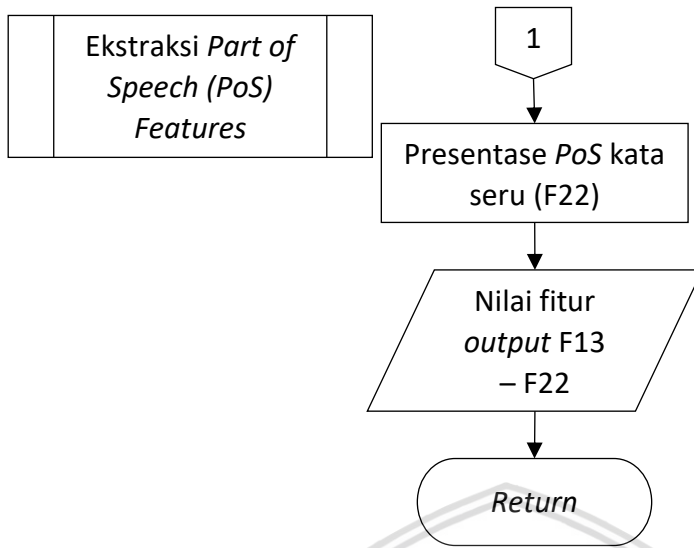 Ekstraksi Part of
Speech (PoS)
Features
1
Presentase PoS kata
seru (F22)
Nilai fitur
output F13
– F22
Return